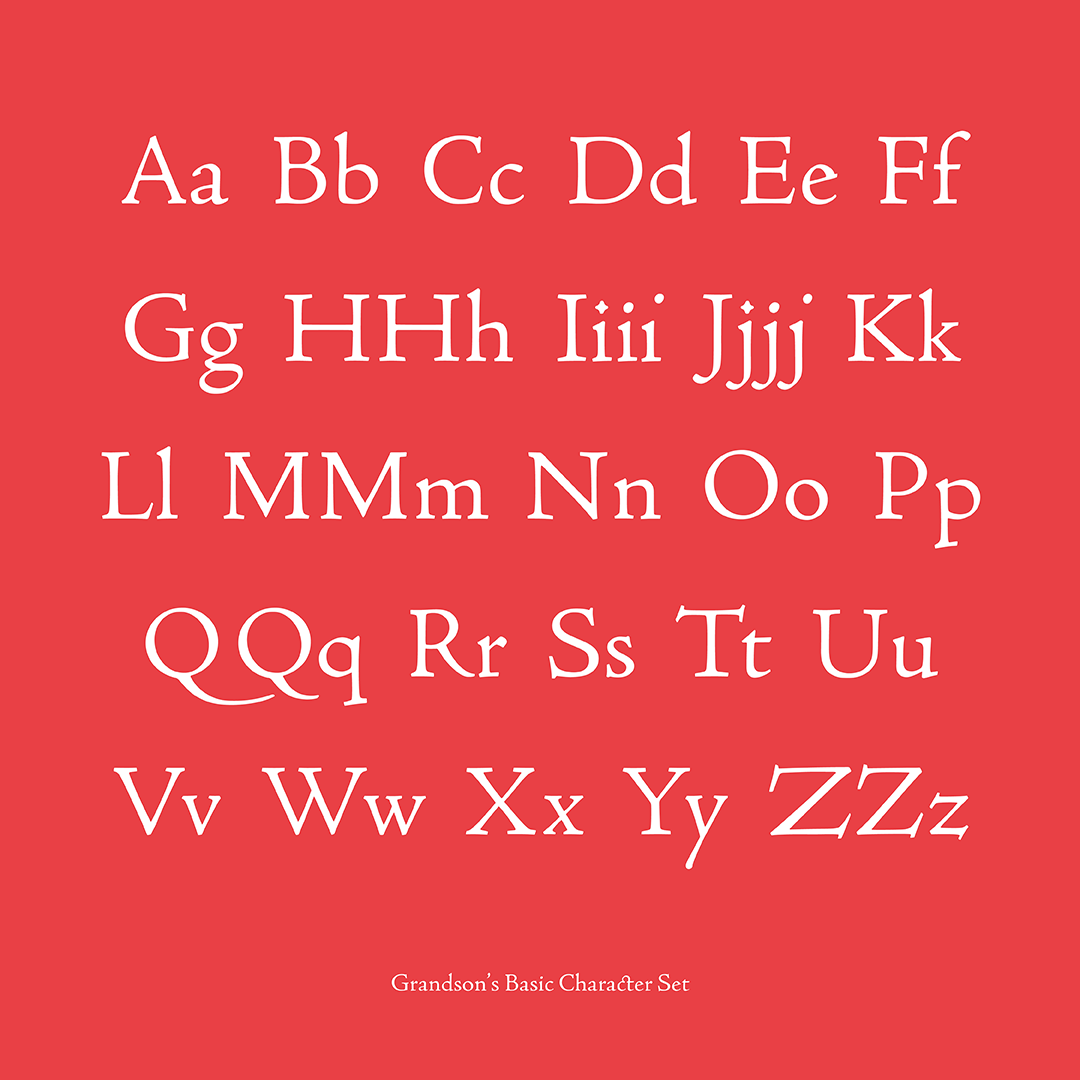 Aa Bb Cc Dd Ee Ff
Gg HHh Iiii Jjjj Kk
Ll MMm Nn Oo Pp
QQq Rr Ss Tt Uu
Vv Ww Xx Yy ZZz
Grandson’s Basic Character Set